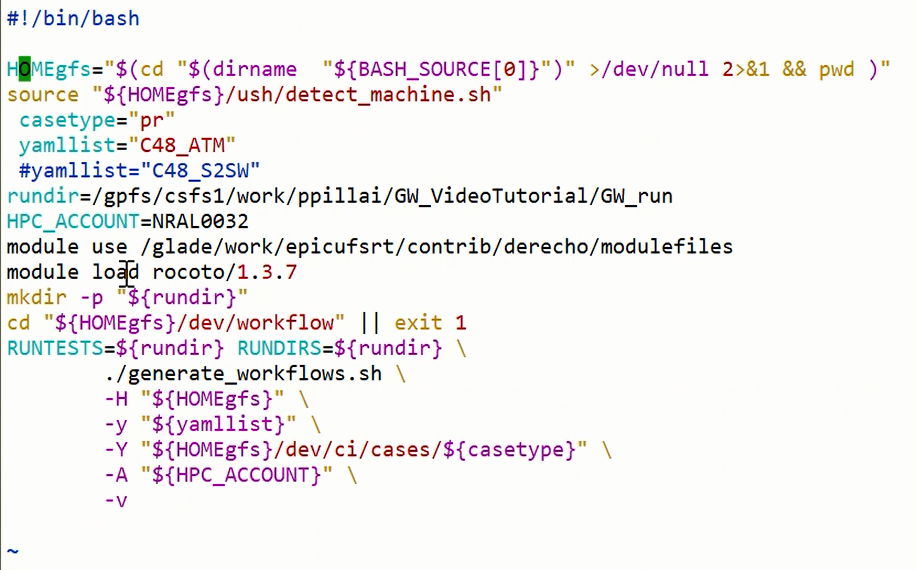 #!/bin/bash
HOMEgfs="$(cd "$(dirname  "${BASH_SOURCE[0]}")" >/dev/null 2>&1 && pwd )"
source "${HOMEgfs}/ush/detect_machine.sh"
 casetype="pr"
 yamllist="C48_ATM"
 #yamllist="C48_S2SW"
rundir=/gpfs/csfs1/work/ppillai/GW_VideoTutorial/GW_run
HPC_ACCOUNT=NRAL0032
module use /glade/work/epicufsrt/contrib/derecho/modulefiles
module load rocoto/1.3.7
mkdir -p "${rundir}"
cd "${HOMEgfs}/dev/workflow" || exit 1
RUNTESTS=${rundir} RUNDIRS=${rundir} \
        ./generate_workflows.sh \
        -H "${HOMEgfs}" \
        -y "${yamllist}" \
        -Y "${HOMEgfs}/dev/ci/cases/${casetype}" \
        -A "${HPC_ACCOUNT}" \
        -v
~